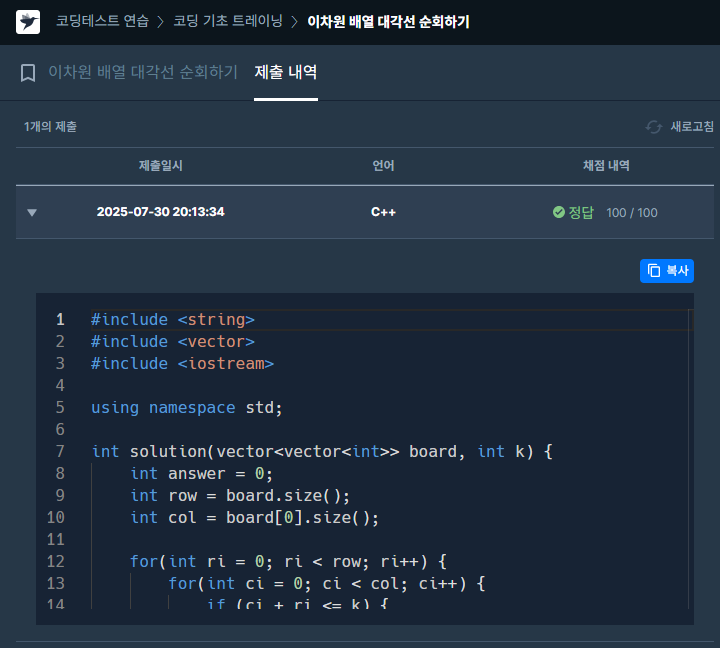 코딩테스트 연습 > 코딩 기초 트레이닝 > 이차원 배열 대각선 순회하기
이차원 배열 대각선 순회하기 제출 내역
1개의 제출 새로고침
제출일시 언어 채점 내역
▼ 2025-07-30 20:13:34 C++ 정답 100 / 100
복사
1 #include <string>
2 #include <vector>
3 #include <iostream>
4
5 using namespace std;
6
7 int solution(vector<vector<int>> board, int k) {
8     int answer = 0;
9     int row = board.size();
10     int col = board[0].size();
11
12     for(int ri = 0; ri < row; ri++) {
13         for(int ci = 0; ci < col; ci++) {
14             if (ci + ri <= k) {